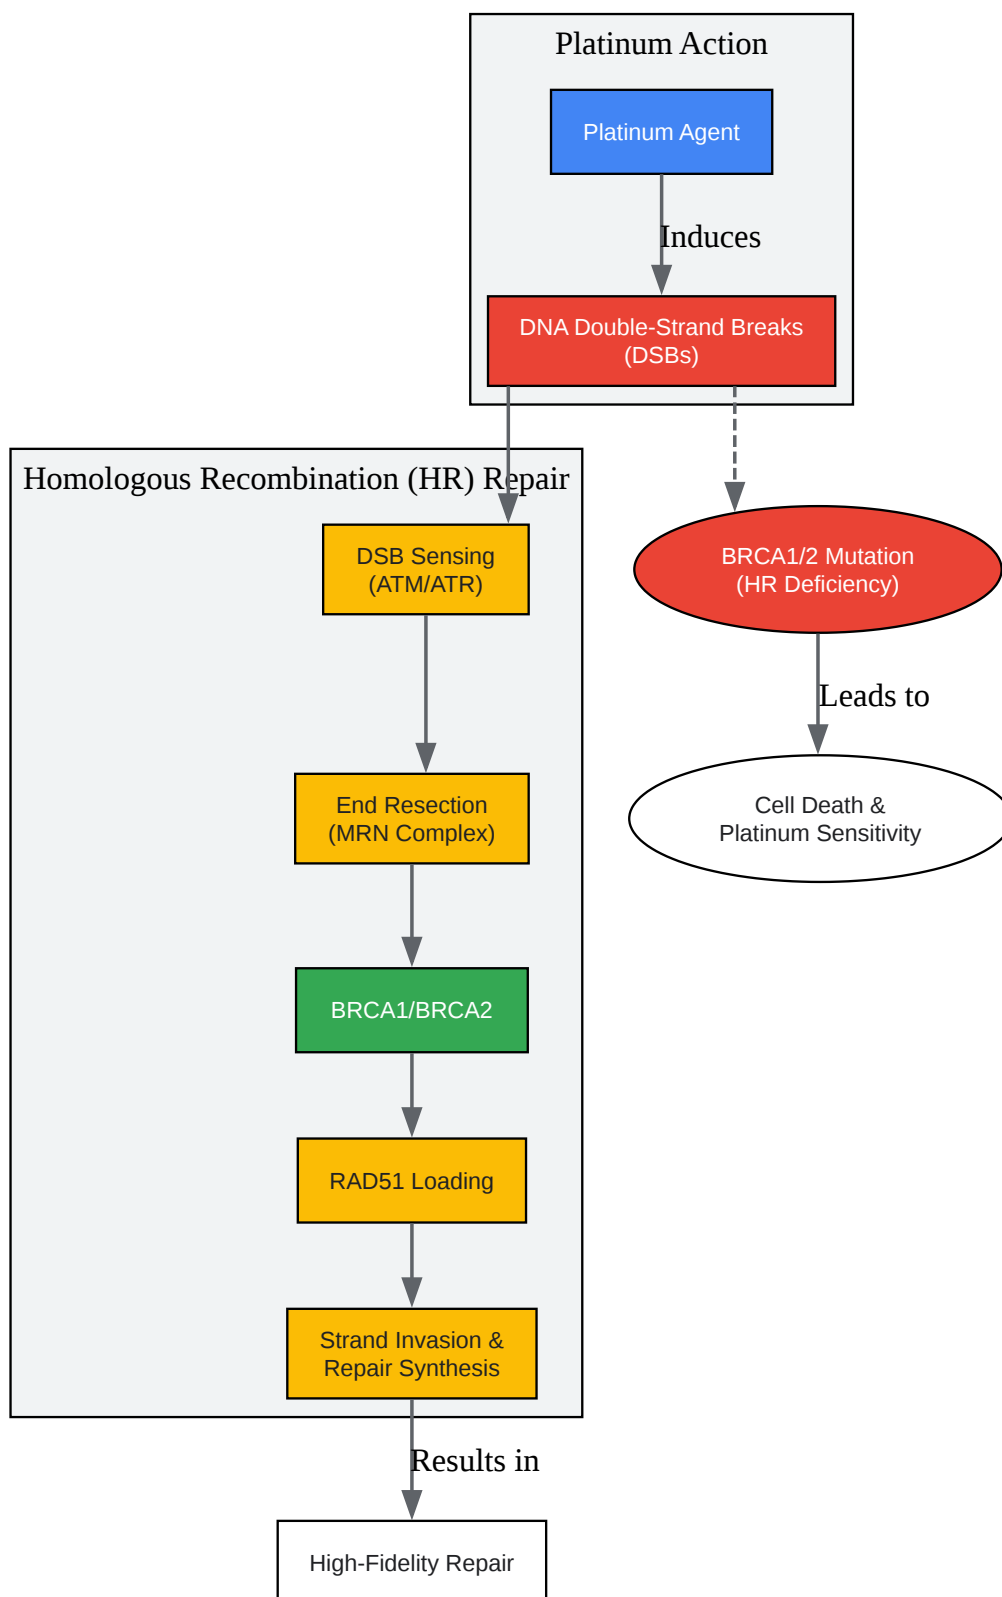 Platinum Action
Platinum Agent
Induces
DNA Double-Strand Breaks
(DSBs)
Homologous Recombination (HR) Repair
DSB Sensing
(ATM/ATR)
BRCA1/2 Mutation
(HR Deficiency)
Leads to
End Resection
(MRN Complex)
Cell Death &
Platinum Sensitivity
BRCA1/BRCA2
RAD51 Loading
Strand Invasion &
Repair Synthesis
Results in
High-Fidelity Repair